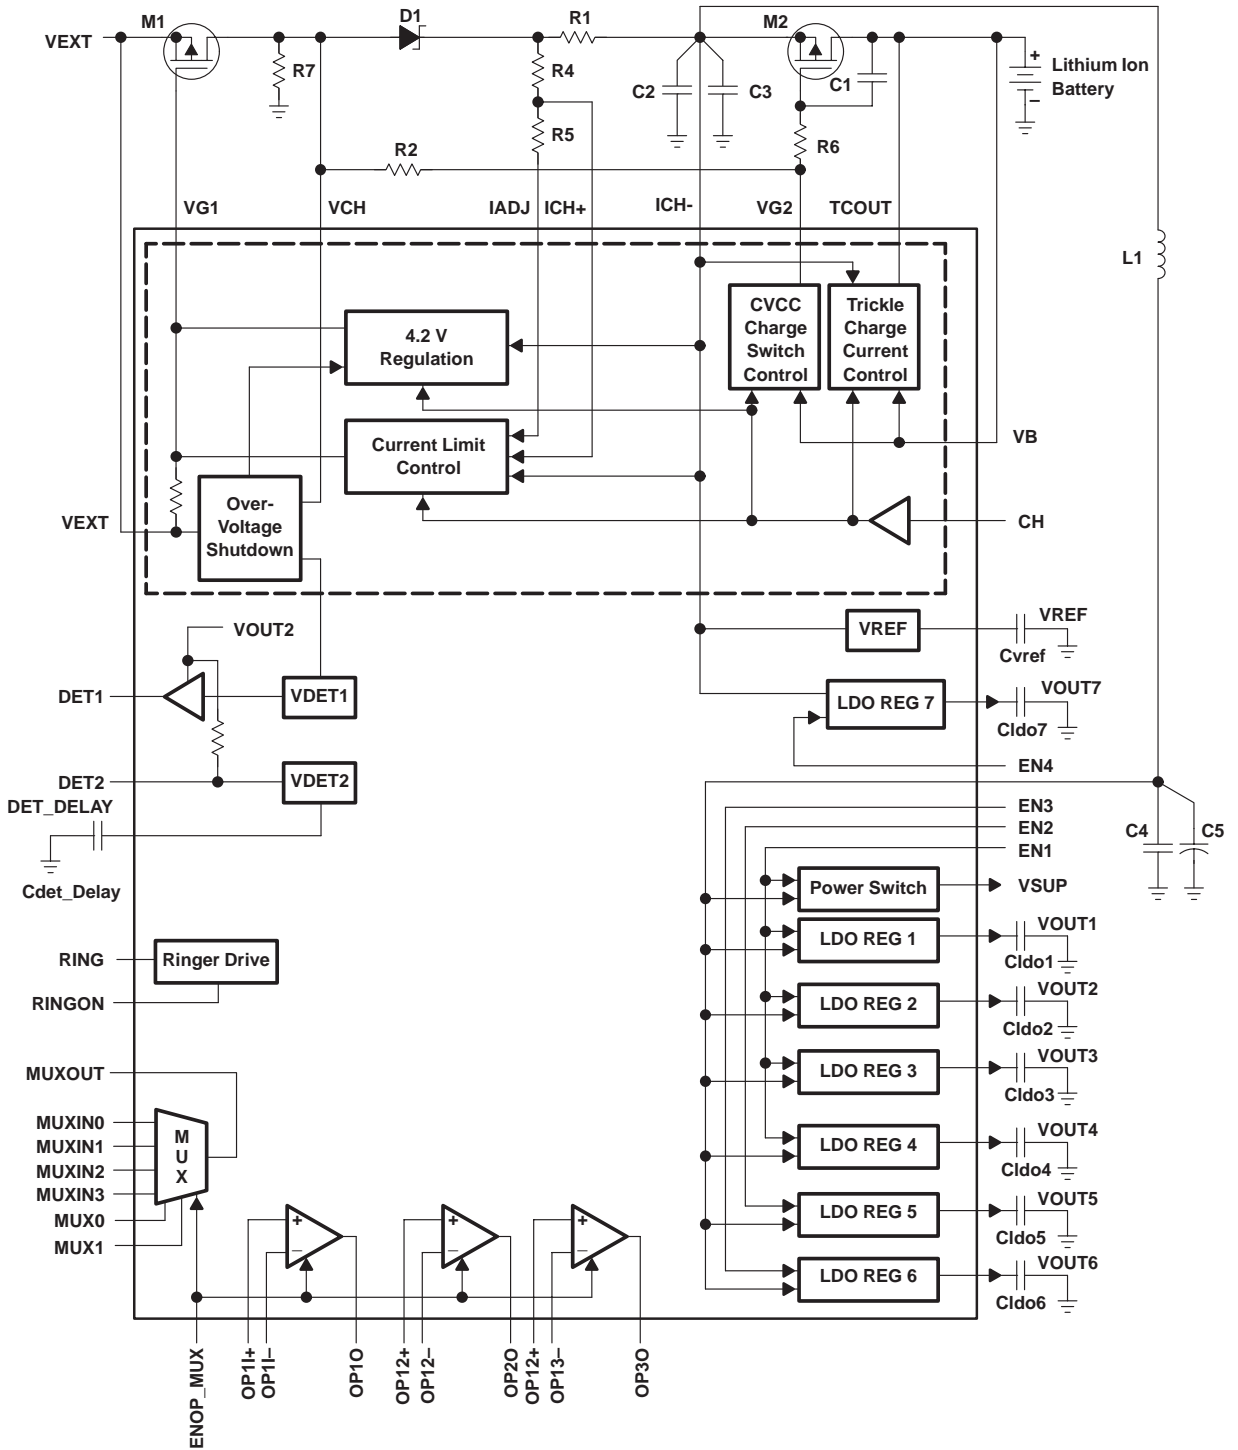 M1
D1
R1
M2
VEXT
R7
R4
C2
C3
C1
+
–
Lithium Ion
Battery
R5
R2
R6
VG1
VCH
IADJ
ICH+
ICH-
VG2
TCOUT
L1
4.2 V
Regulation
CVCC
Charge
Switch
Control
Trickle
Charge
Current
Control
Current Limit
Control
VB
VEXT
Over-
Voltage
Shutdown
CH
VOUT2
VREF
VREF
Cvref
DET1
VDET1
LDO REG 7
VOUT7
Cldo7
EN4
DET2
VDET2
DET_DELAY
Cdet_Delay
EN3
EN2
EN1
C4
C5
Power Switch
VSUP
LDO REG 1
VOUT1
Cldo1
RING
Ringer Drive
RINGON
LDO REG 2
VOUT2
Cldo2
LDO REG 3
VOUT3
Cldo3
MUXOUT
MUXIN0
MUXIN1
MUXIN2
MUXIN3
MUX0
MUX1
M
U
X
LDO REG 4
VOUT4
Cldo4
LDO REG 5
VOUT5
Cldo5
LDO REG 6
VOUT6
Cldo6
+
–
+
–
+
–
ENOP_MUX
OP1I+
OP1I–
OP1O
OP12+
OP12–
OP2O
OP12+
OP13–
OP3O